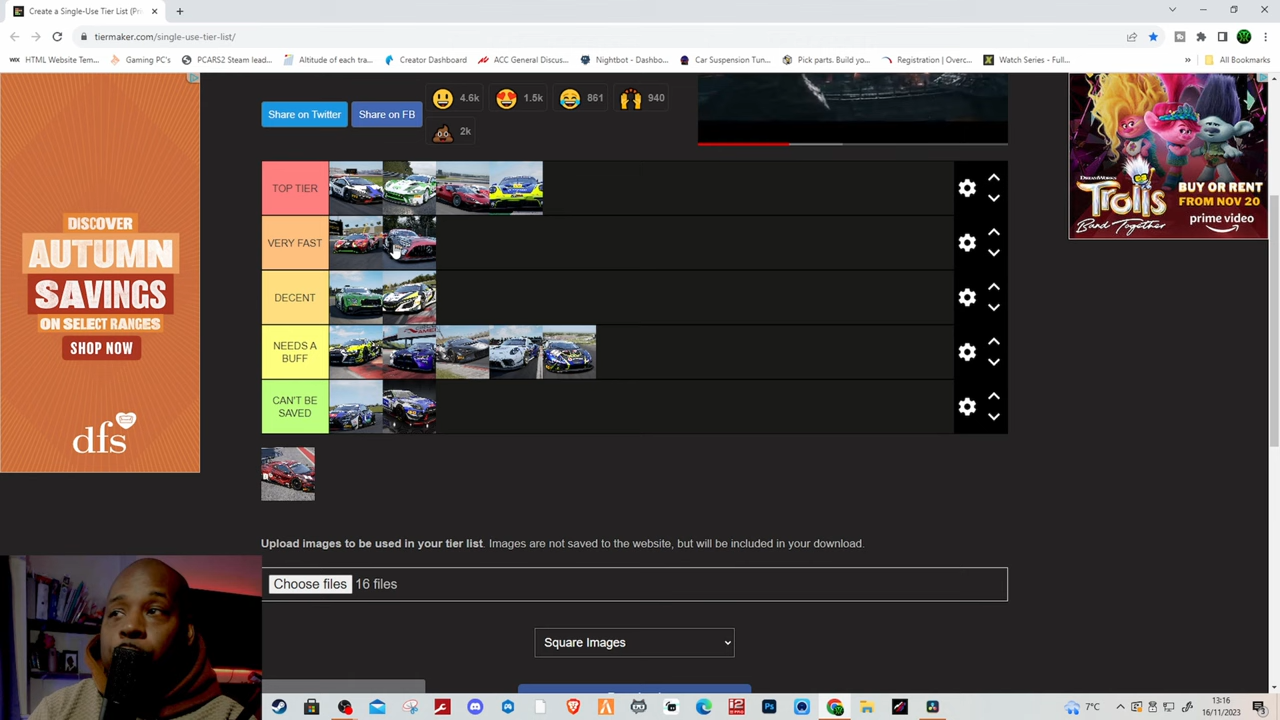 Create a Single-Use Tier List (Pr
tiermaker.com/single-use-tier-list/
WIX HTML Website Tem...
Gaming PC's
PCARS2 Steam lead...
Altitude of each tra...
Creator Dashboard
ACC General Discus...
Nightbot - Dashbo...
Car Suspension Tun...
Pick parts. Build yo...
Registration | Overc...
Watch Series - Full...
»
All Bookmarks
Share on Twitter
Share on FB
4.6k
1.5k
861
940
2k
TOP TIER
VERY FAST
DECENT
NEEDS A
BUFF
CAN'T BE
SAVED
DISCOVER
AUTUMN
SAVINGS
ON SELECT RANGES
SHOP NOW
dfs
DREAMWORKS
Trolls
Band Together
BUY OR RENT
FROM NOV 20
prime video
Upload images to be used in your tier list. Images are not saved to the website, but will be included in your download.
Choose files 16 files
Square Images
7°C
13:16
16/11/2023